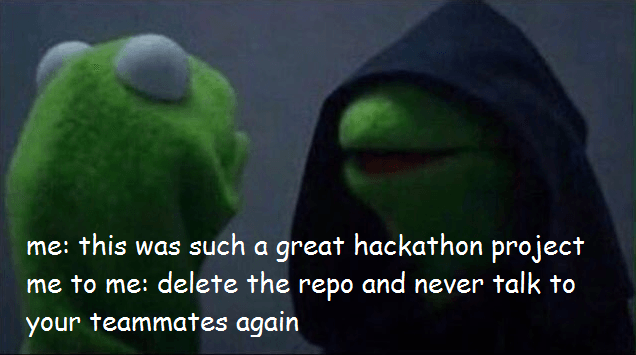 me: this was such a great hackathon project
me to me: delete the repo and never talk to
your teammates again